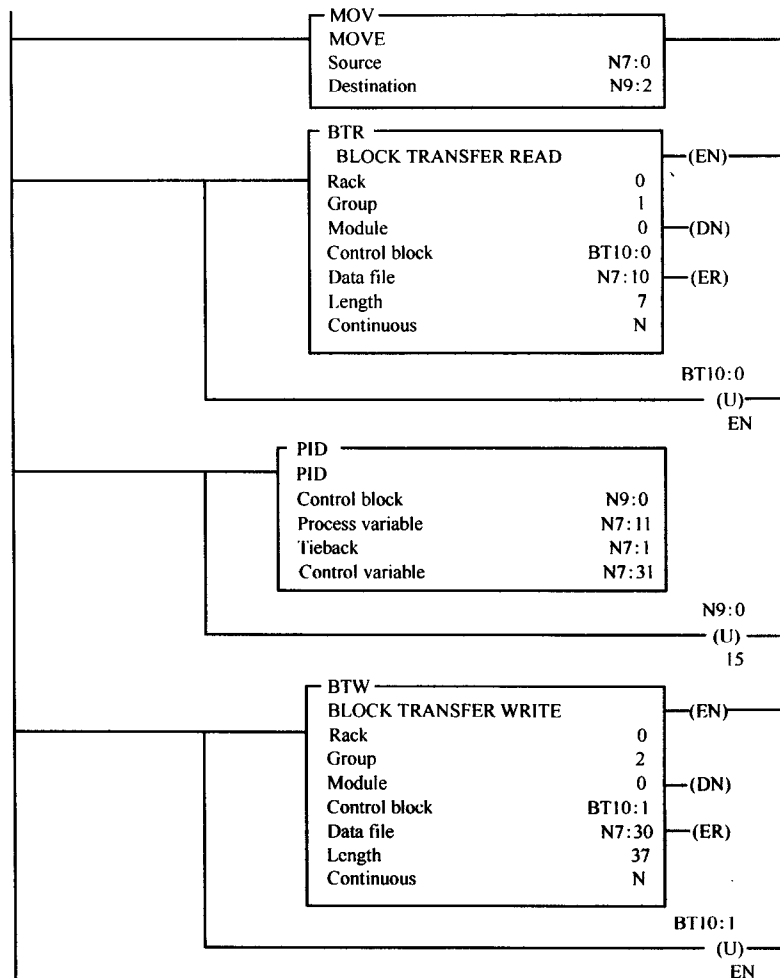 MOV
MOVE
Source N7:0
Destination N9:2
BTR
BLOCK TRANSFER READ (EN)
Rack 0
Group 1
Module 0 (DN)
Control block BT10:0
Data file N7:10 (ER)
Length 7
Continuous N
BT10:0
(U)
EN
PID
PID
Control block N9:0
Process variable N7:11
Tieback N7:1
Control variable N7:31
N9:0
(U)
15
BTW
BLOCK TRANSFER WRITE (EN)
Rack 0
Group 2
Module 0 (DN)
Control block BT10:1
Data file N7:30 (ER)
Length 37
Continuous N
BT10:1
(U)
EN